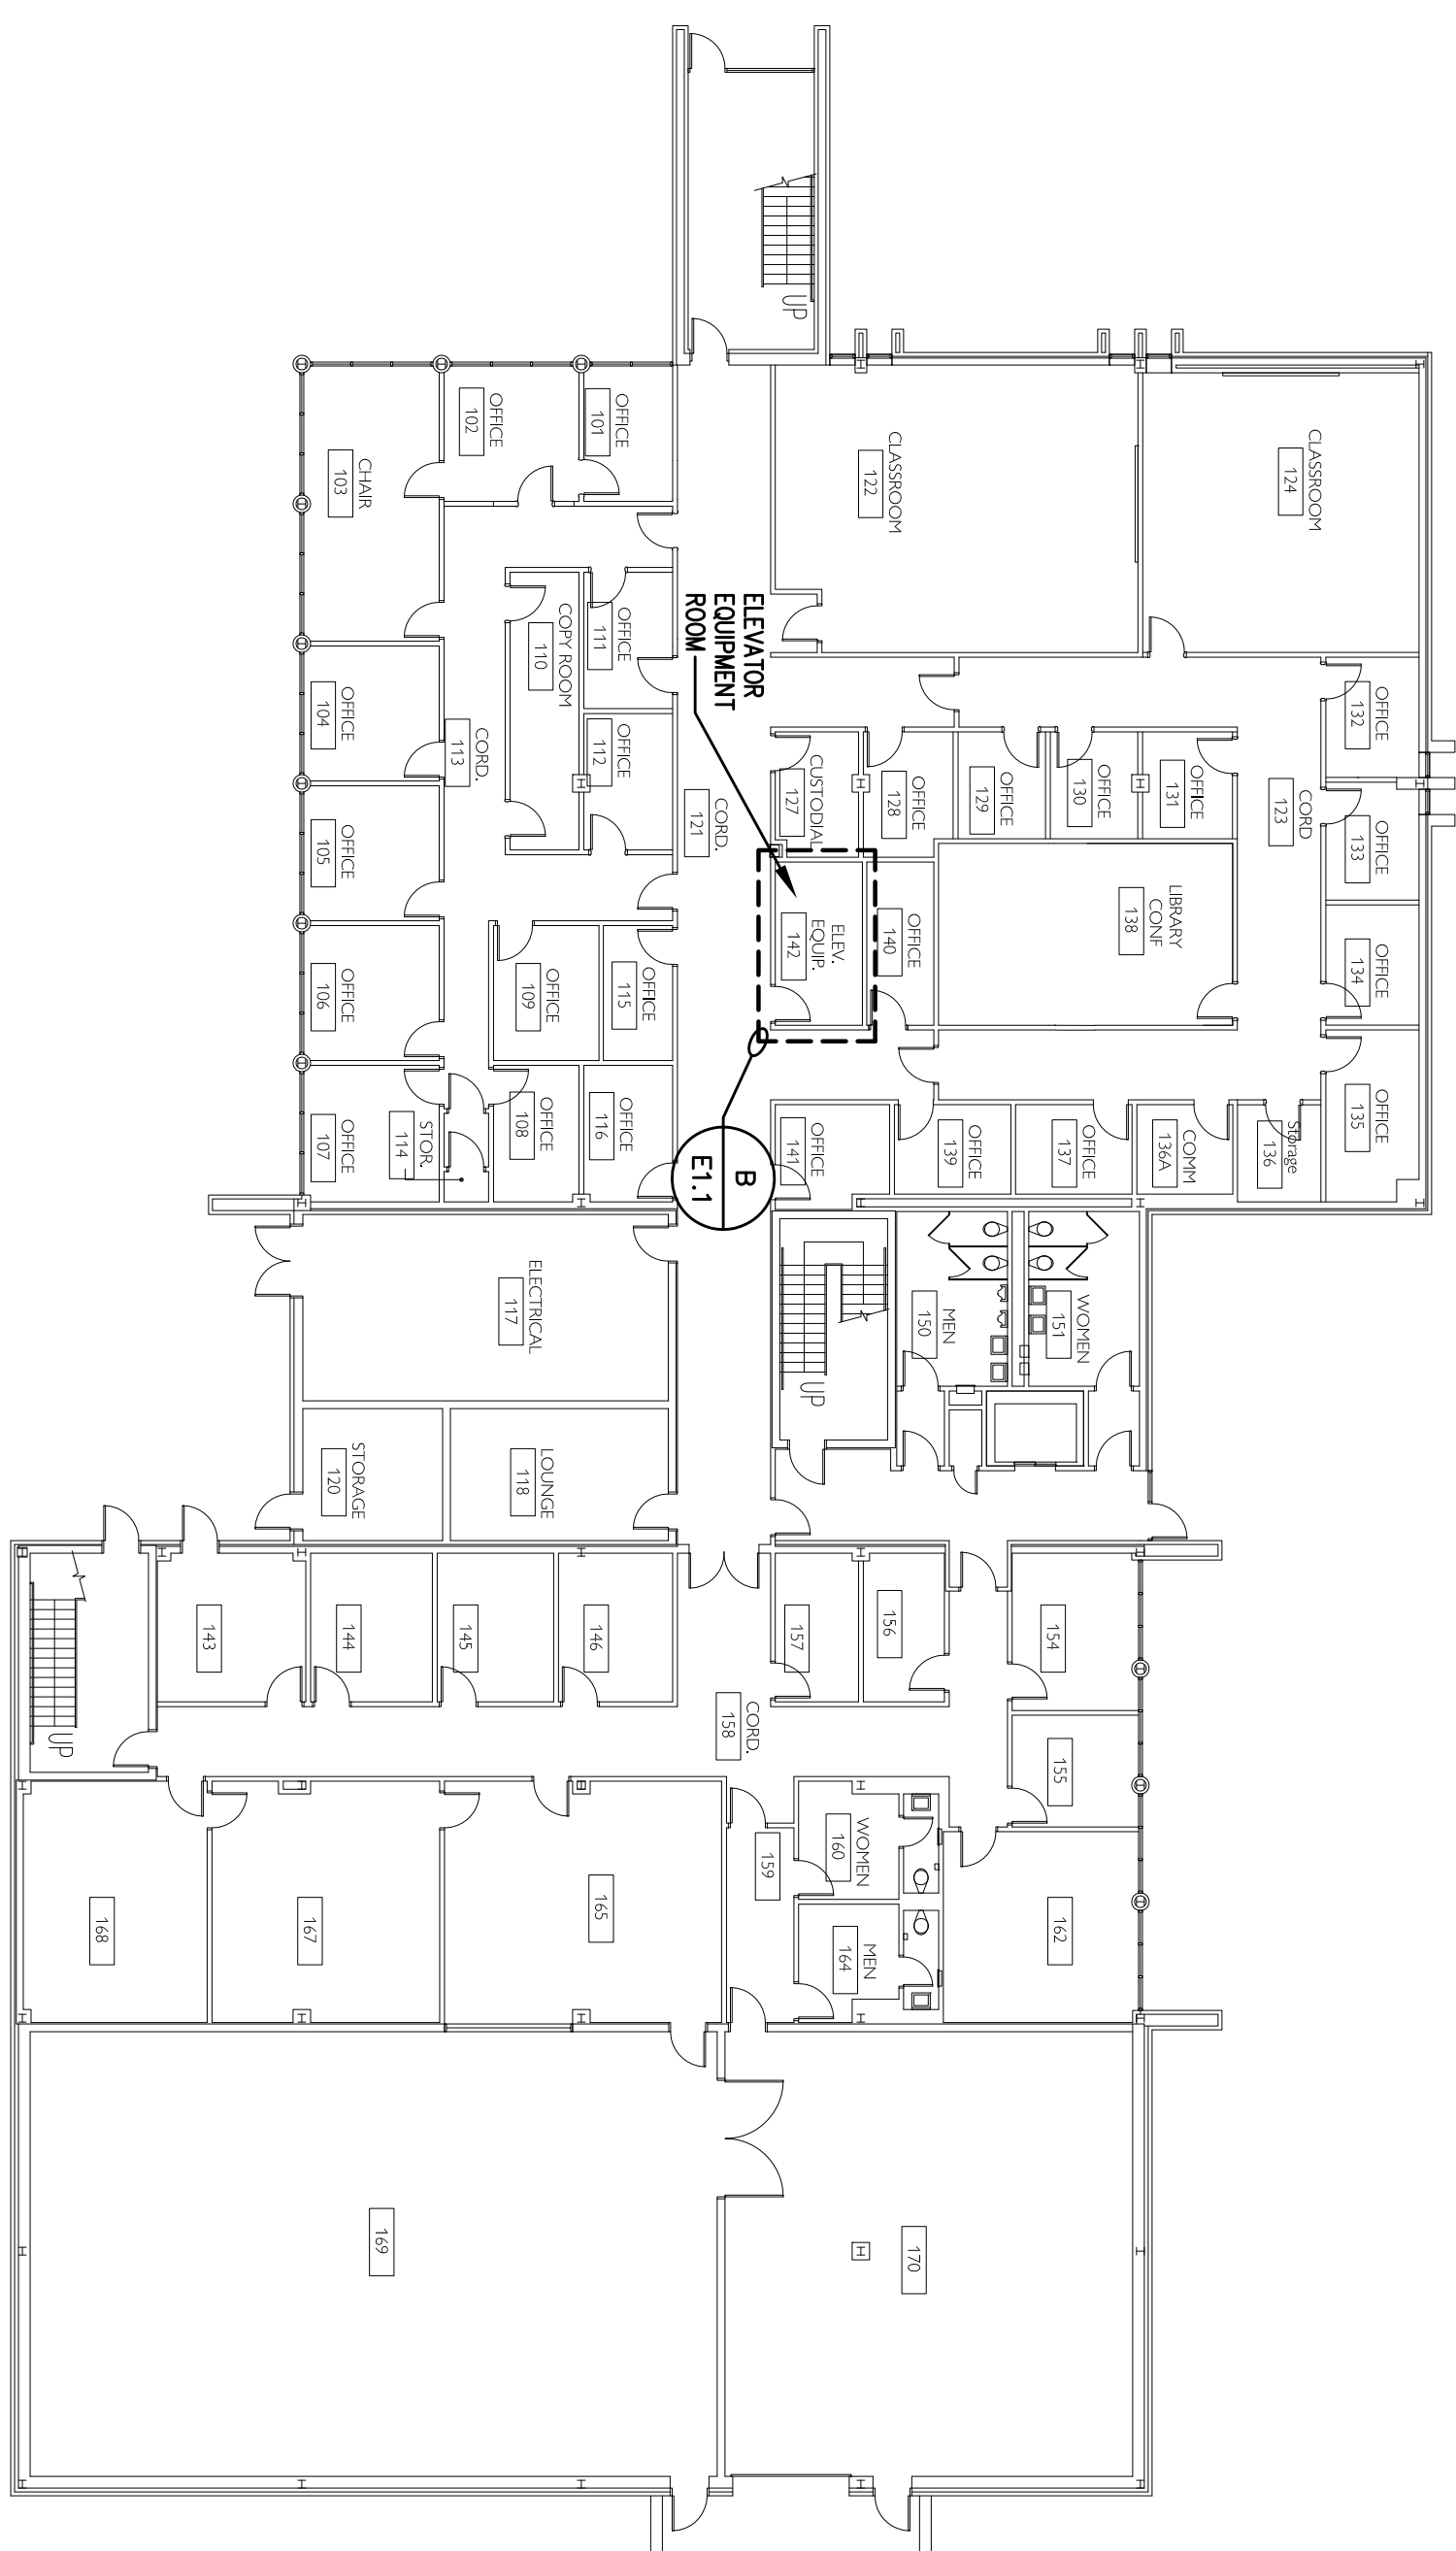 UP
CLASSROOM
124
CLASSROOM
122
OFFICE
101
OFFICE
102
CHAIR
103
OFFICE
132
OFFICE
133
OFFICE
134
OFFICE
135
CORD
123
OFFICE
131
OFFICE
130
OFFICE
129
OFFICE
128
CUSTODIAL
127
ELEVATOR
EQUIPMENT
ROOM
OFFICE
111
OFFICE
112
COPY ROOM
110
CORD.
113
CORD.
121
OFFICE
104
OFFICE
105
OFFICE
106
OFFICE
107
LIBRARY
CONF
138
OFFICE
140
ELEV.
EQUIP.
142
OFFICE
115
OFFICE
109
OFFICE
116
OFFICE
108
STOR.
114
B
E1.1
Storage
136
COMM
136A
OFFICE
137
OFFICE
139
OFFICE
141
WOMEN
151
MEN
150
UP
ELECTRICAL
117
LOUNGE
118
STORAGE
120
154
155
156
157
146
145
144
143
UP
CORD.
158
162
WOMEN
160
MEN
164
159
165
167
168
170
169